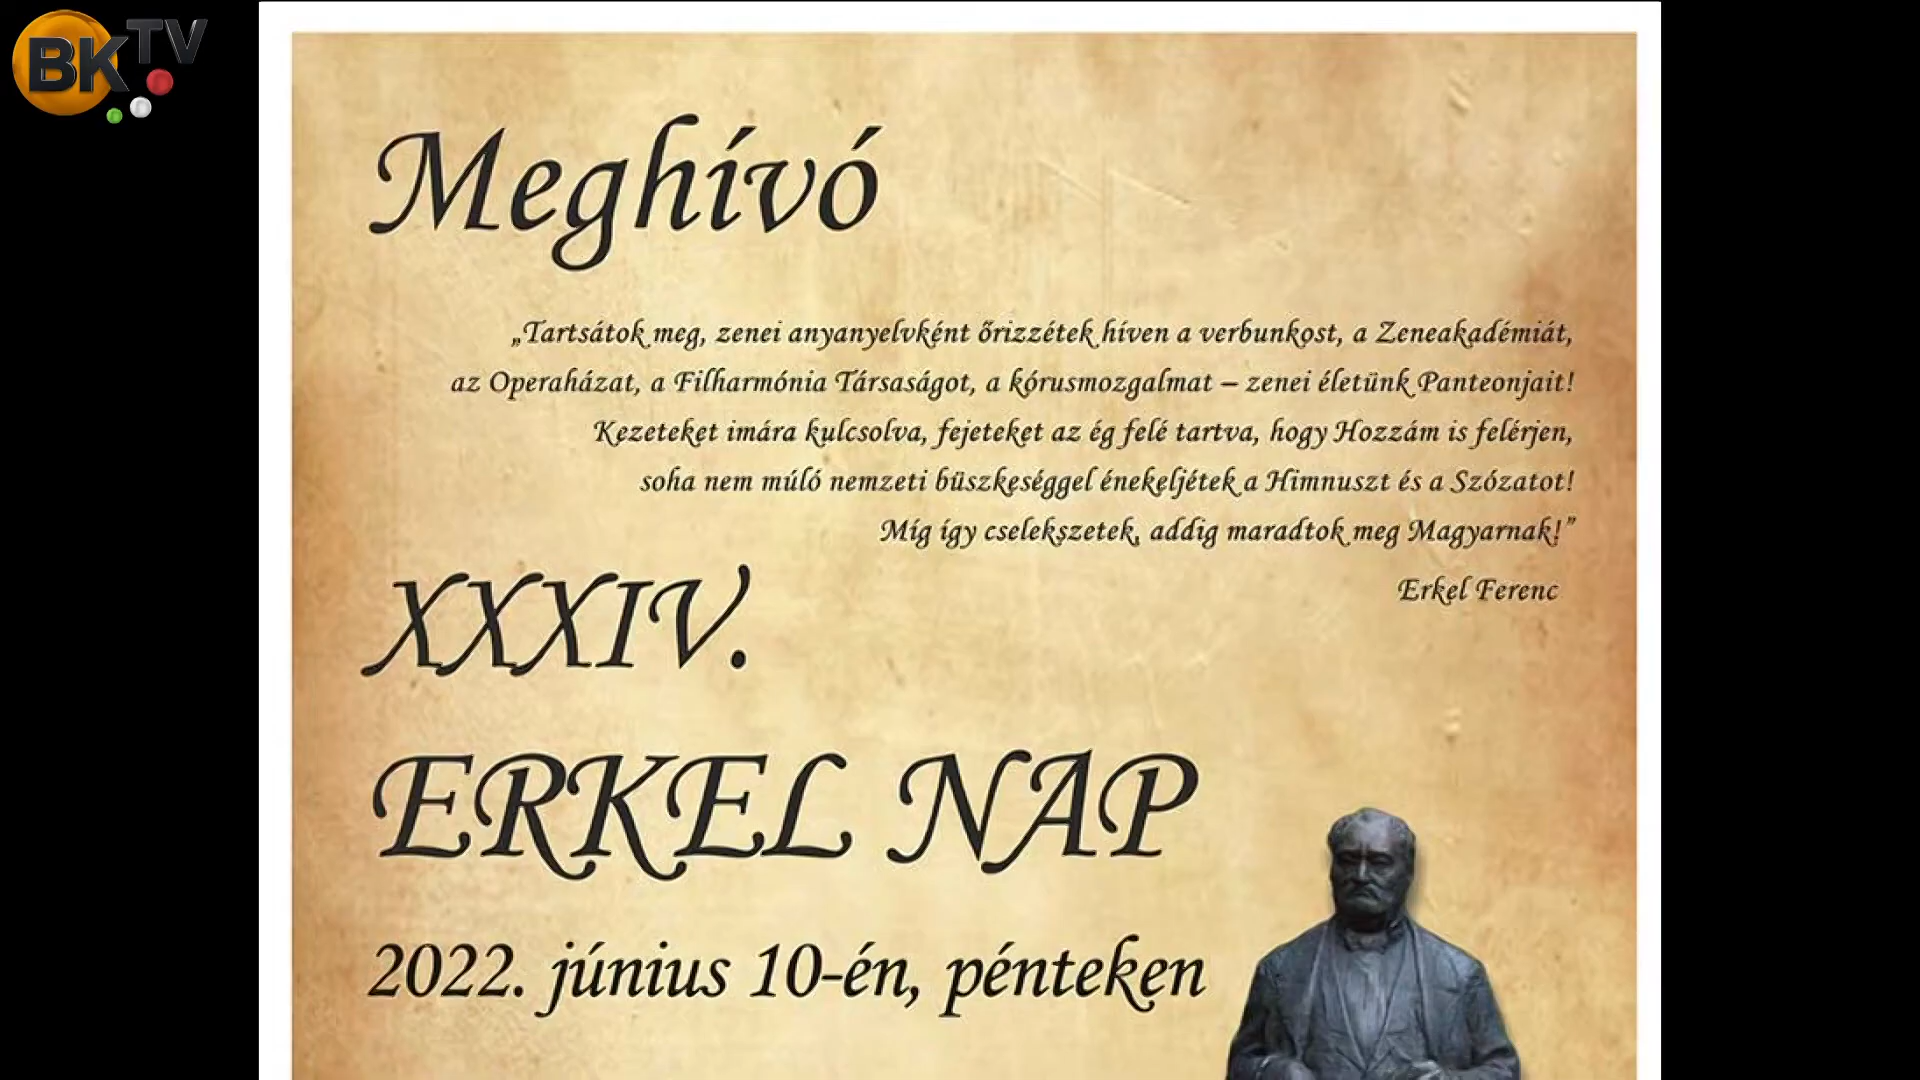 BKTV
Meghívó
„Tartsátok meg, zenei anyanyelvként őrizzétek híven a verbunkost, a Zeneakadémiát,
az Operaházat, a Filharmónia Társaságot, a kórusmozgalmat – zenei életünk Panteonjait!
Kezeteket imára kulcsolva, fejeteket az ég felé tartva, hogy Hozzám is felérjen,
soha nem múló nemzeti büszkeséggel énekeljétek a Himnuszt és a Szózatot!
Míg így cselekszetek, addig maradtok meg Magyarnak!”
Erkel Ferenc
XXXIV.
ERKEL NAP
2022. június 10-én, pénteken